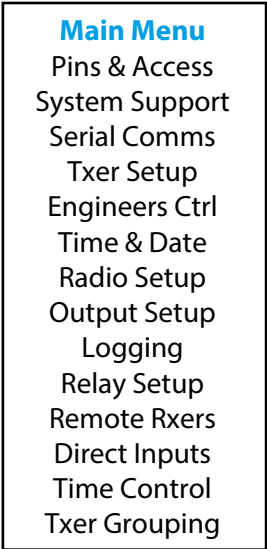 Main Menu
Pins & Access
System Support
Serial Comms
Txer Setup
Engineers Ctrl
Time & Date
Radio Setup
Output Setup
Logging
Relay Setup
Remote Rxers
Direct Inputs
Time Control
Txer Grouping